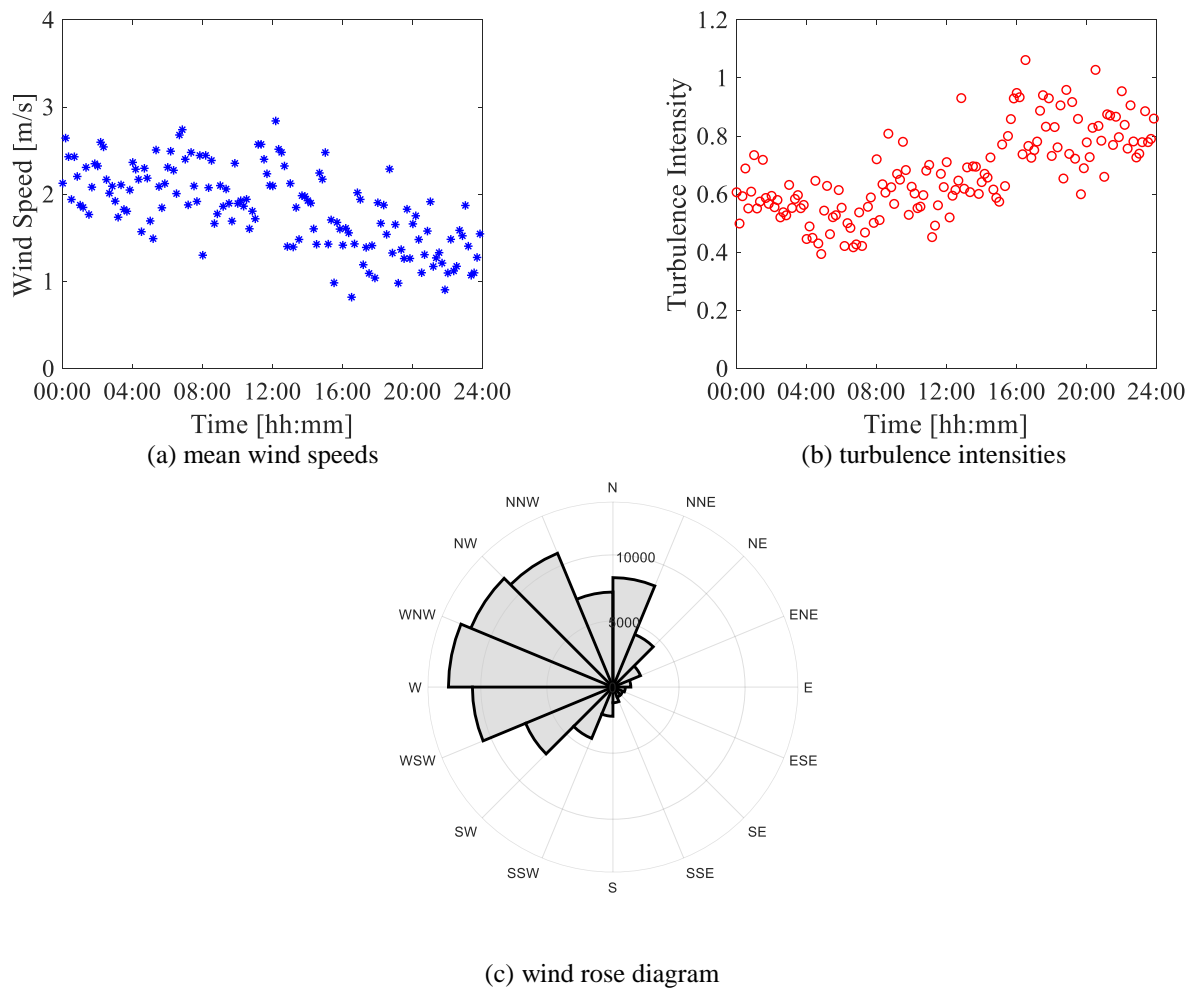 4
3
2
1
0
Wind Speed [m/s]
00:00 04:00 08:00 12:00 16:00 20:00 24:00
Time [hh:mm]
(a) mean wind speeds
1.2
1
0.8
0.6
0.4
0.2
0
Turbulence Intensity
00:00 04:00 08:00 12:00 16:00 20:00 24:00
Time [hh:mm]
(b) turbulence intensities
N
NNW NNE
NW NE
10000
WNW ENE
5000
W E
WSW ESE
SW SE
SSW SSE
S
(c) wind rose diagram